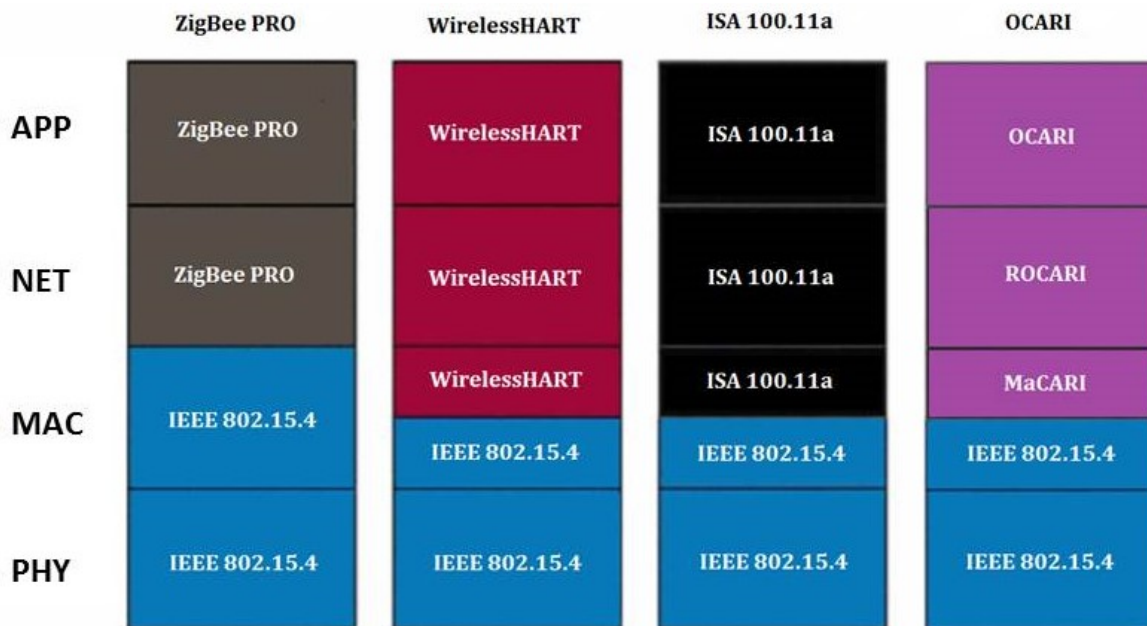 ZigBee PRO WirelessHART ISA 100.11a OCARI
APP ZigBee PRO WirelessHART ISA 100.11a OCARI
NET ZigBee PRO WirelessHART ISA 100.11a ROCARI
WirelessHART ISA 100.11a MaCARI
MAC IEEE 802.15.4
IEEE 802.15.4 IEEE 802.15.4 IEEE 802.15.4
PHY IEEE 802.15.4 IEEE 802.15.4 IEEE 802.15.4 IEEE 802.15.4